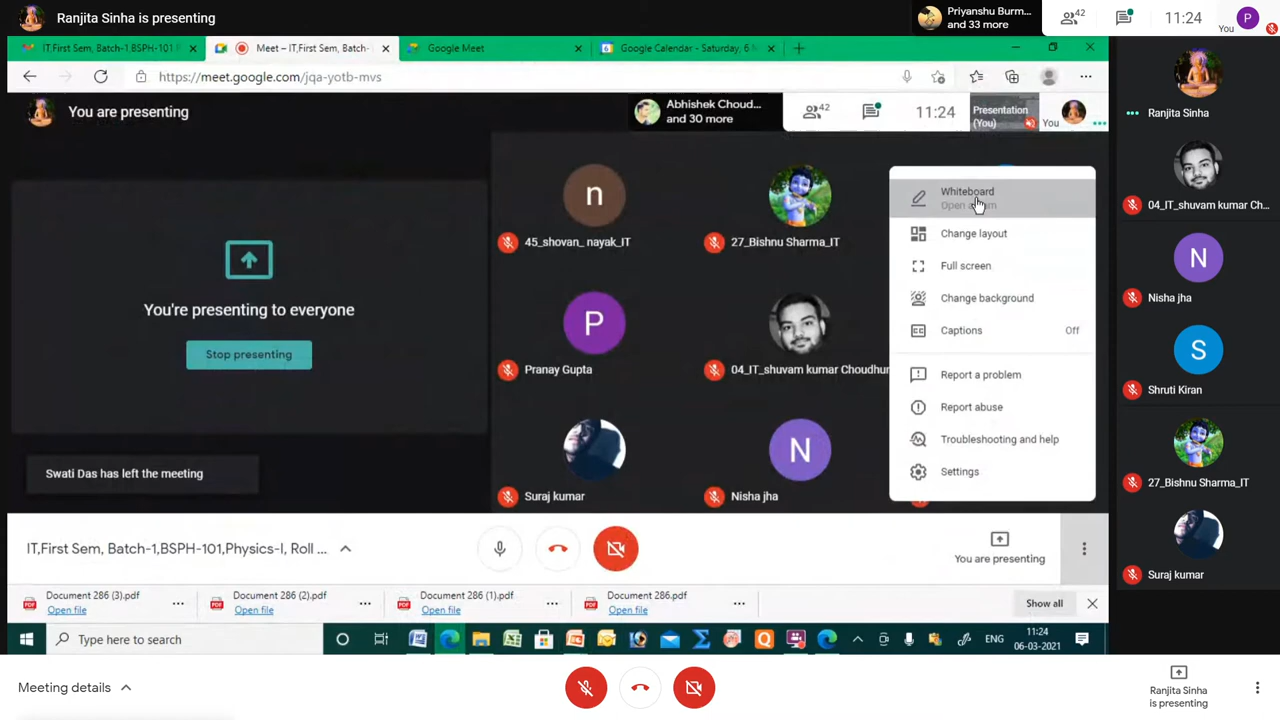 Ranjita Sinha is presenting
Priyanshu Burm...
and 33 more
11:24
You
P
IT,First Sem, Batch-1,BSPH-101
Meet – IT,First Sem, Batch-
Google Meet
Google Calendar - Saturday, 6
https://meet.google.com/jqa-yotb-mvs
You are presenting
Abhishek Choud...
and 30 more
42
11:24
Presentation
(You)
You
Ranjita Sinha
n
45_shovan_ nayak_IT
27_Bishnu Sharma_IT
Whiteboard
Change layout
Full screen
Change background
Captions
Off
Report a problem
Report abuse
Troubleshooting and help
Settings
04_IT_shuvam kumar Ch...
You're presenting to everyone
Stop presenting
P
Pranay Gupta
04_IT_shuvam kumar Choudhur
N
Nisha jha
S
Shruti Kiran
Swati Das has left the meeting
Suraj kumar
N
Nisha jha
27_Bishnu Sharma_IT
Suraj kumar
IT,First Sem, Batch-1,BSPH-101,Physics-I, Roll ...
You are presenting
Document 286 (3).pdf
Open file
Document 286 (2).pdf
Open file
Document 286 (1).pdf
Open file
Document 286.pdf
Open file
Show all
Type here to search
ENG
11:24
06-03-2021
Meeting details
Ranjita Sinha
is presenting